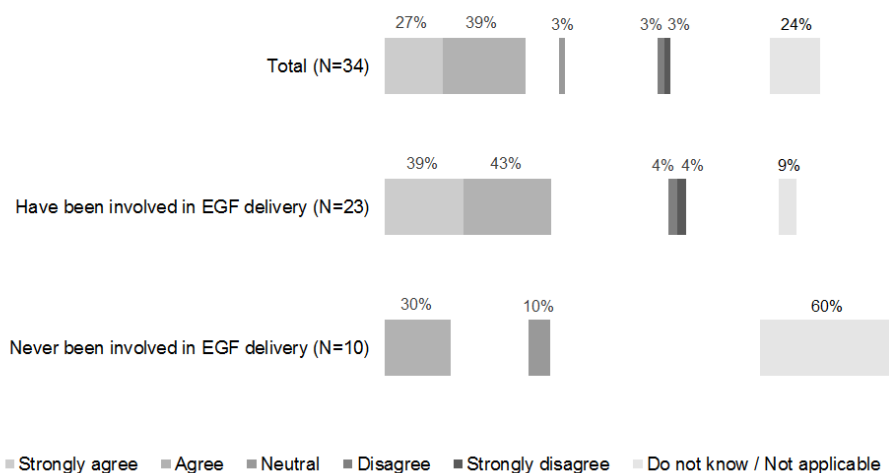 27% 39% 3% 3% 3% 24%
Total (N=34)
39% 43% 4% 4% 9%
Have been involved in EGF delivery (N=23)
30% 10% 60%
Never been involved in EGF delivery (N=10)
Strongly agree Agree Neutral Disagree Strongly disagree Do not know / Not applicable